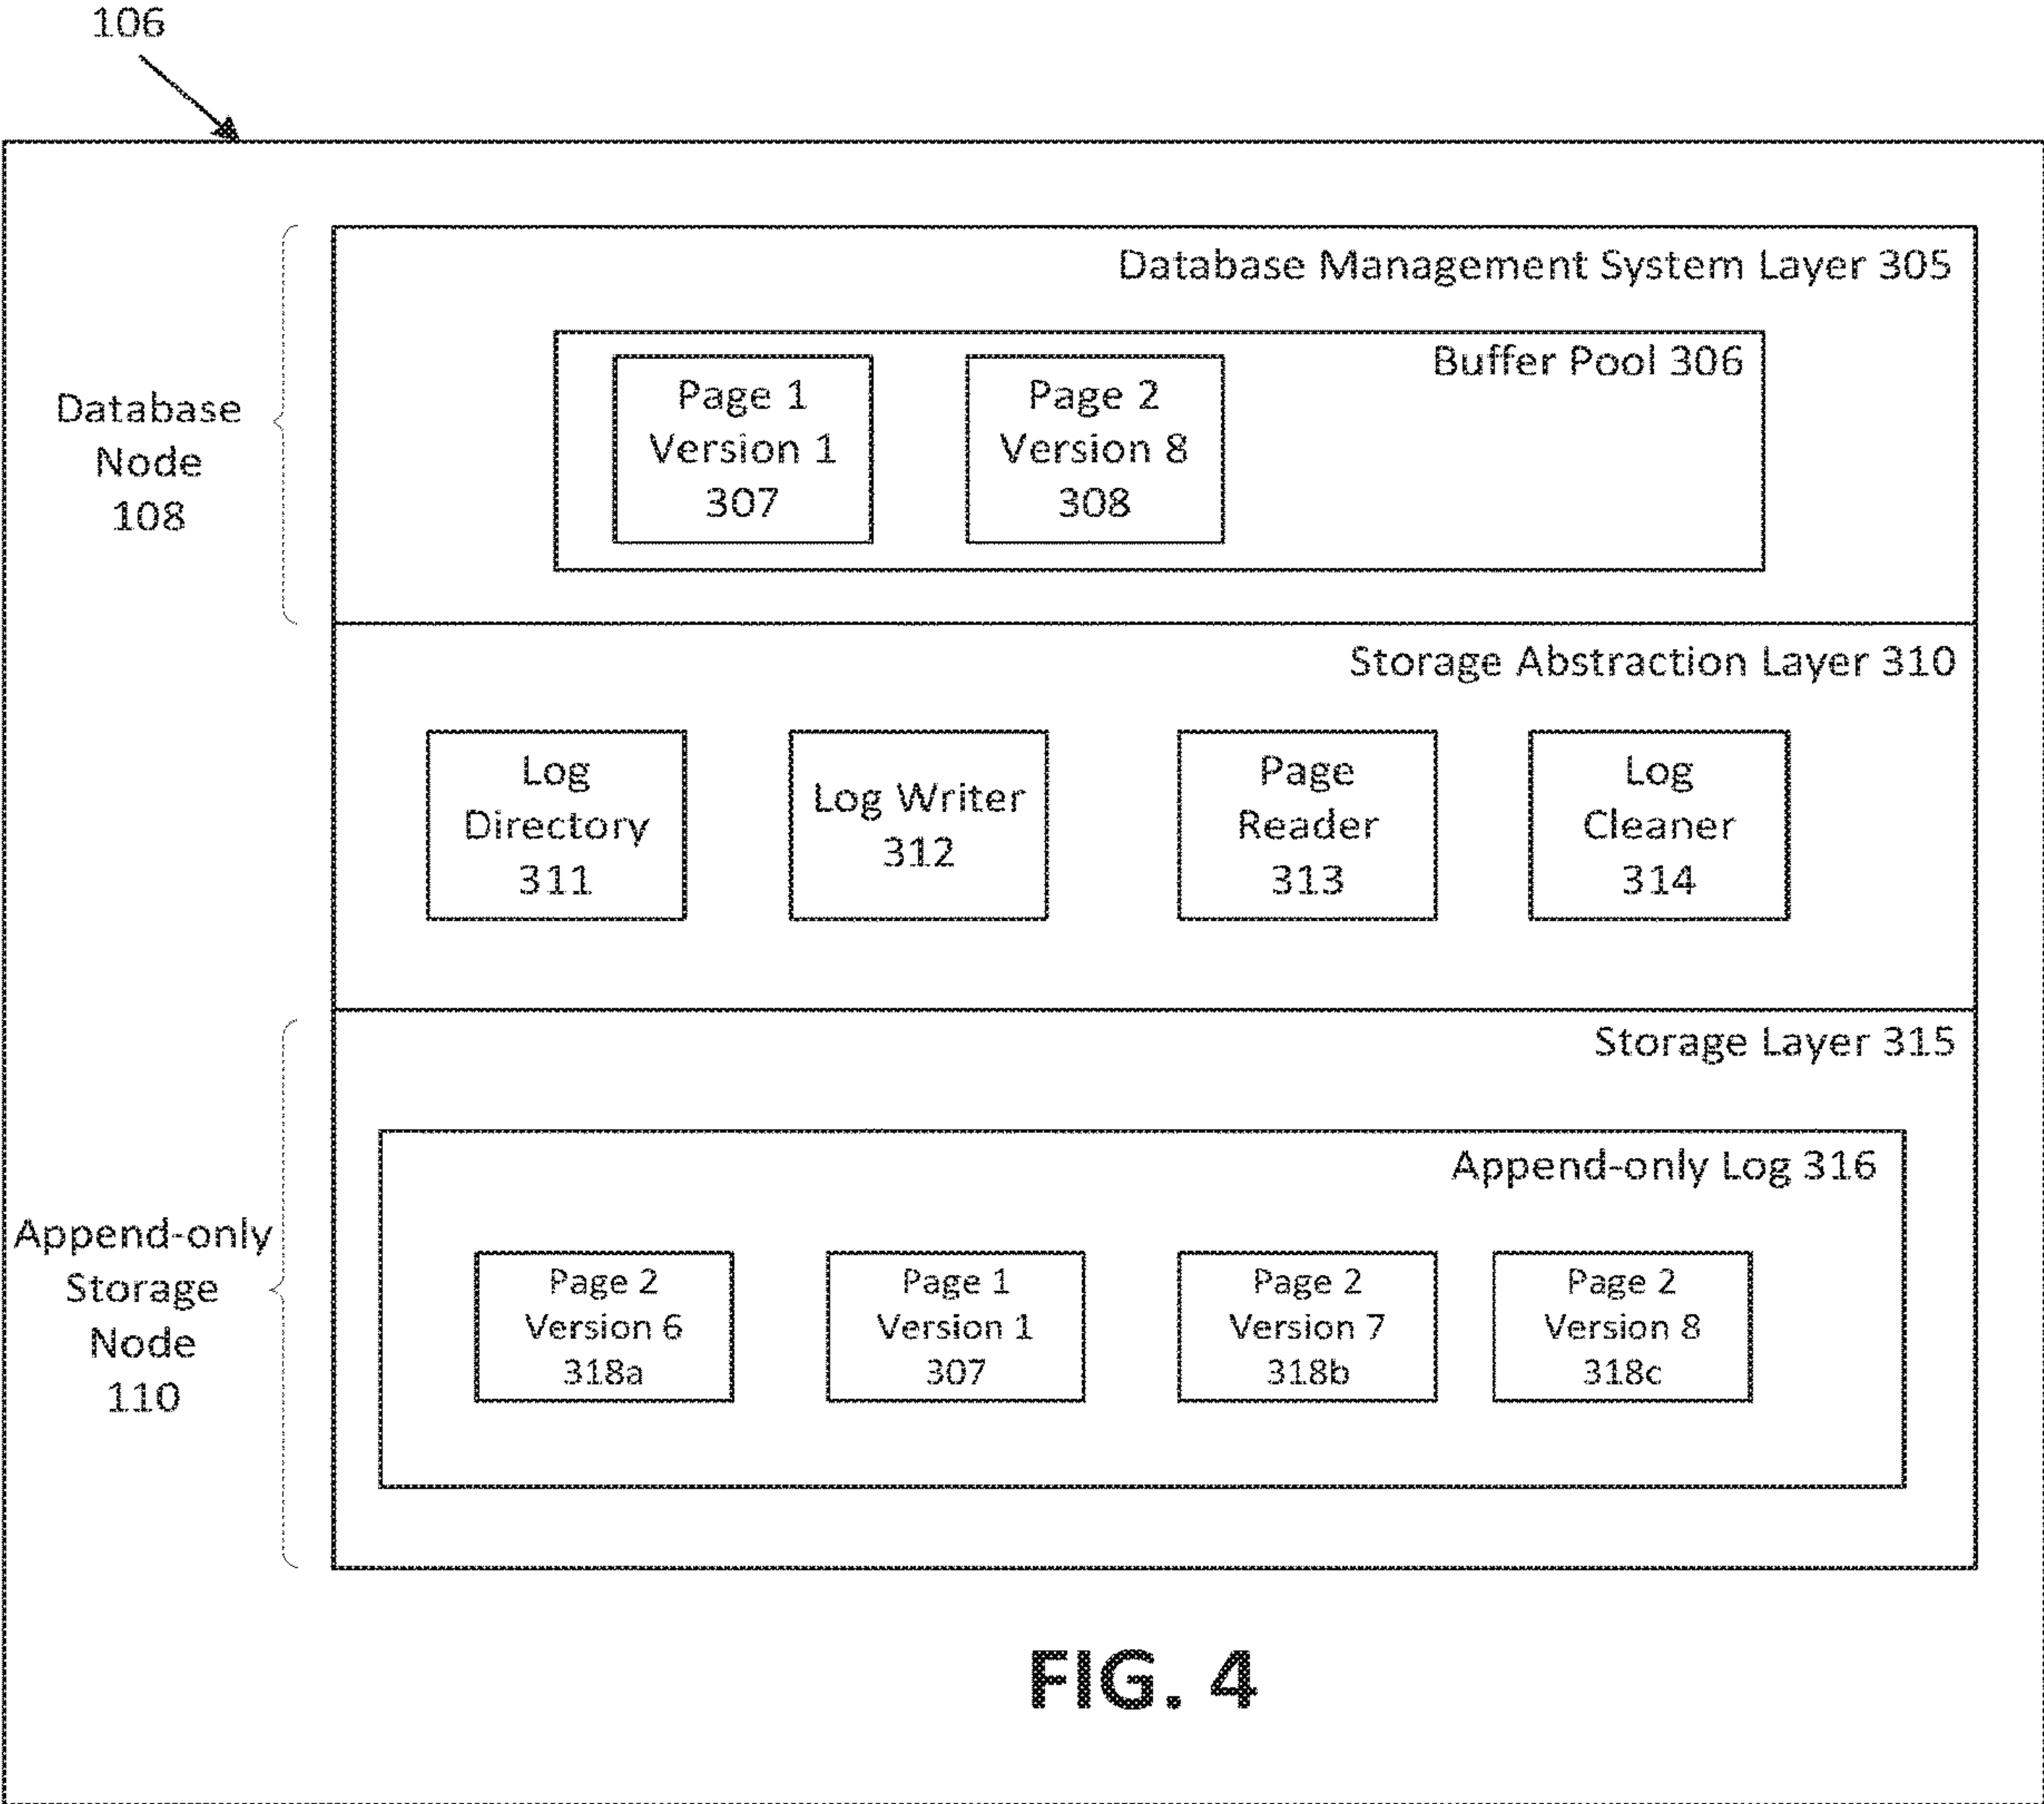 106
Database Management System Layer 305
Buffer Pool 306
Page 1
Version 1
307
Page 2
Version 8
308
Database
Node
108
Storage Abstraction Layer 310
Log
Directory
311
Log Writer
312
Page
Reader
313
Log
Cleaner
314
Storage Layer 315
Append-only Log 316
Append-only
Storage
Node
110
Page 2
Version 6
318a
Page 1
Version 1
307
Page 2
Version 7
318b
Page 2
Version 8
318c
FIG. 4